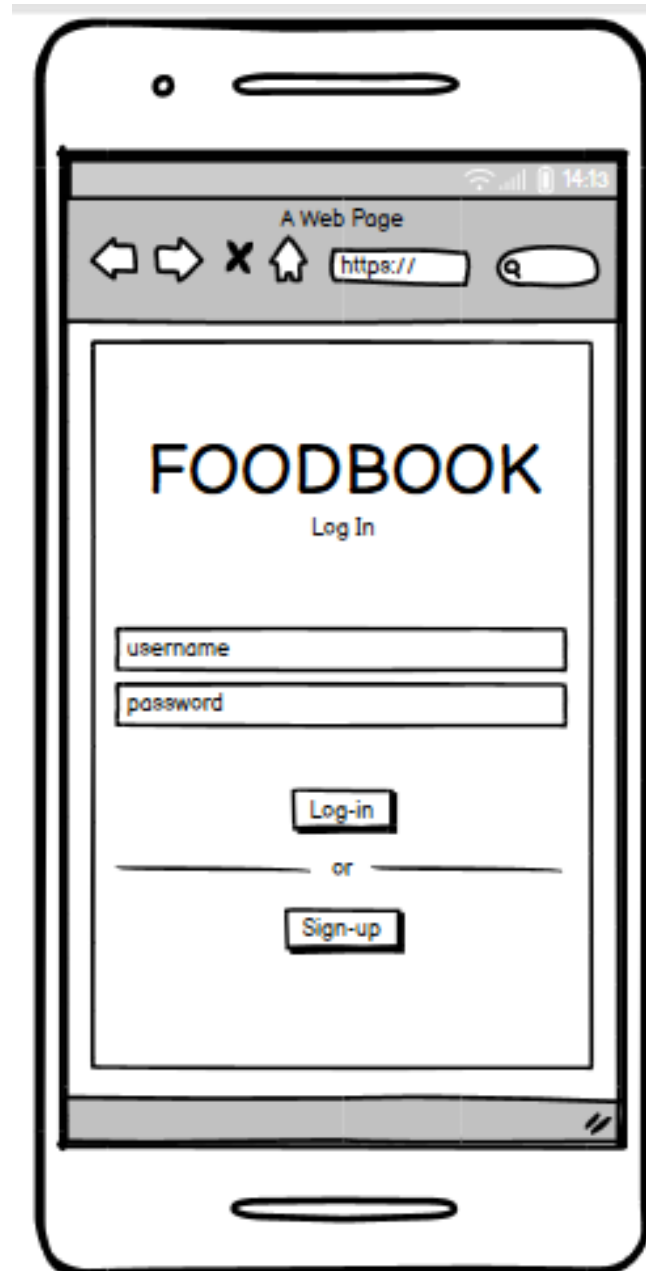 14:13
A Web Page
https://
FOODBOOK
Log In
username
password
Log-in
or
Sign-up